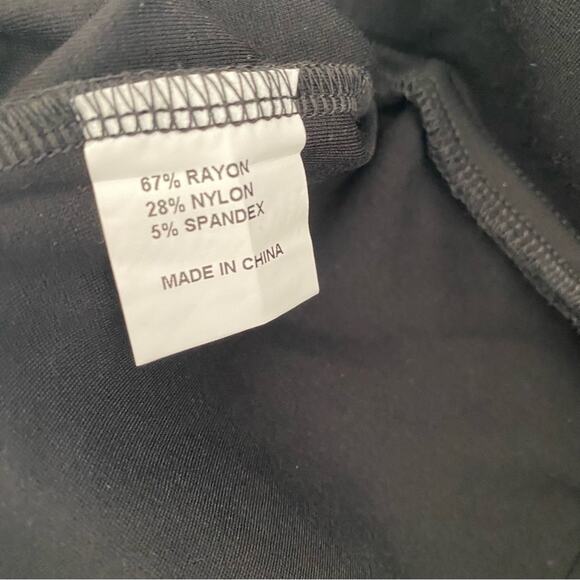 67% RAYON
28% NYLON
5% SPANDEX
MADE IN CHINA